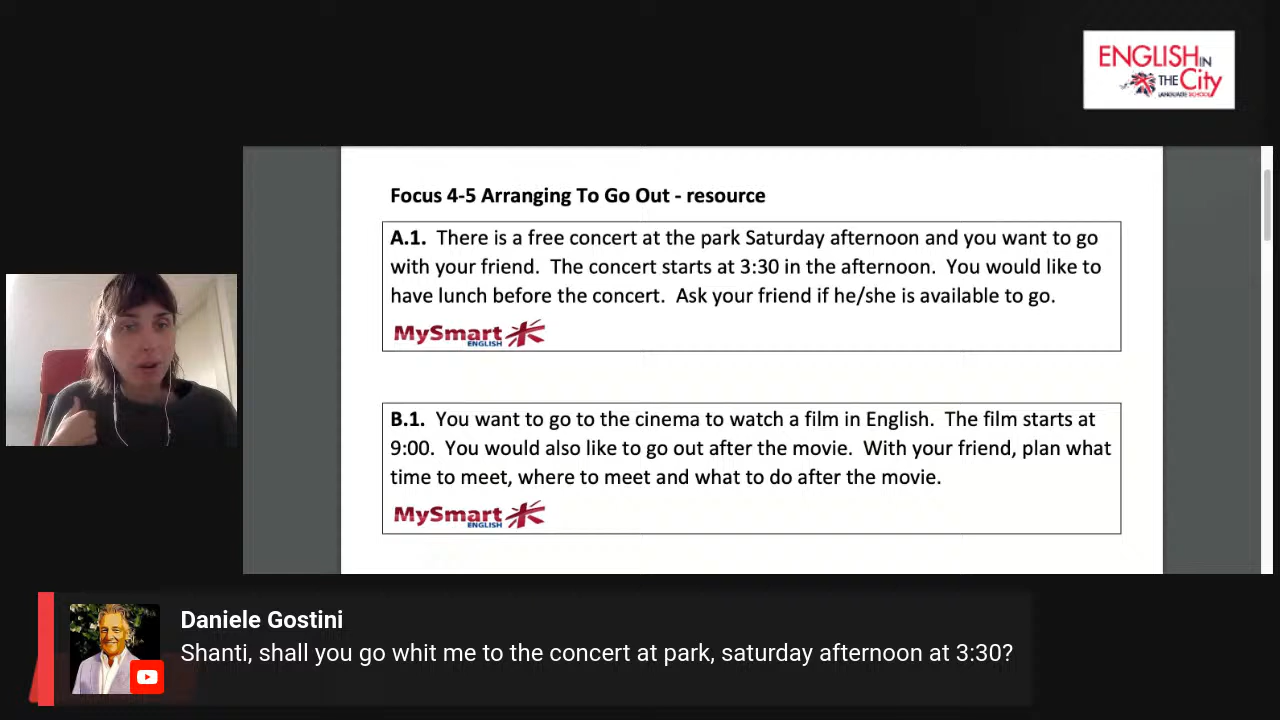 ENGLISH IN
THE City
LANGUAGE SCHOOL
Focus 4-5 Arranging To Go Out - resource
A.1. There is a free concert at the park Saturday afternoon and you want to go
with your friend. The concert starts at 3:30 in the afternoon. You would like to
have lunch before the concert. Ask your friend if he/she is available to go.
MySmart
ENGLISH
B.1. You want to go to the cinema to watch a film in English. The film starts at
9:00. You would also like to go out after the movie. With your friend, plan what
time to meet, where to meet and what to do after the movie.
MySmart
ENGLISH
Daniele Gostini
Shanti, shall you go whit me to the concert at park, saturday afternoon at 3:30?